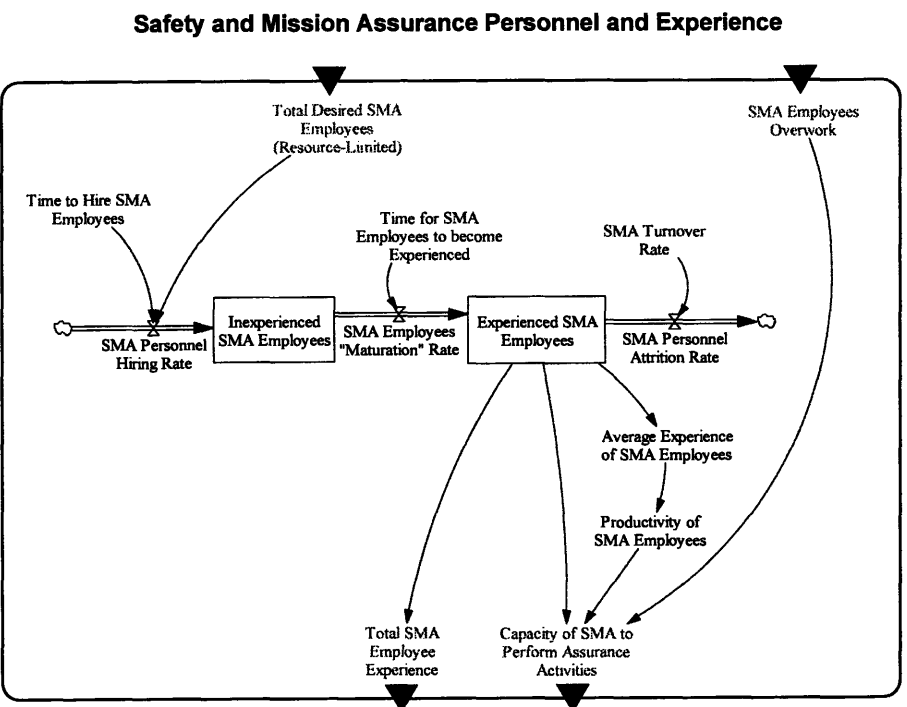 Safety and Mission Assurance Personnel and Experience
Total Desired SMA
Employees
(Resource-Limited)
SMA Employees
Overwork
Time to Hire SMA
Employees
Time for SMA
Employees to become
Experienced
SMA Turnover
Rate
Inexperienced
SMA Employees
Experienced SMA
Employees
SMA Personnel
Hiring Rate
SMA Employees
"Maturation" Rate
SMA Personnel
Attrition Rate
Average Experience
of SMA Employees
Productivity of
SMA Employees
Total SMA
Employee
Experience
Capacity of SMA to
Perform Assurance
Activities